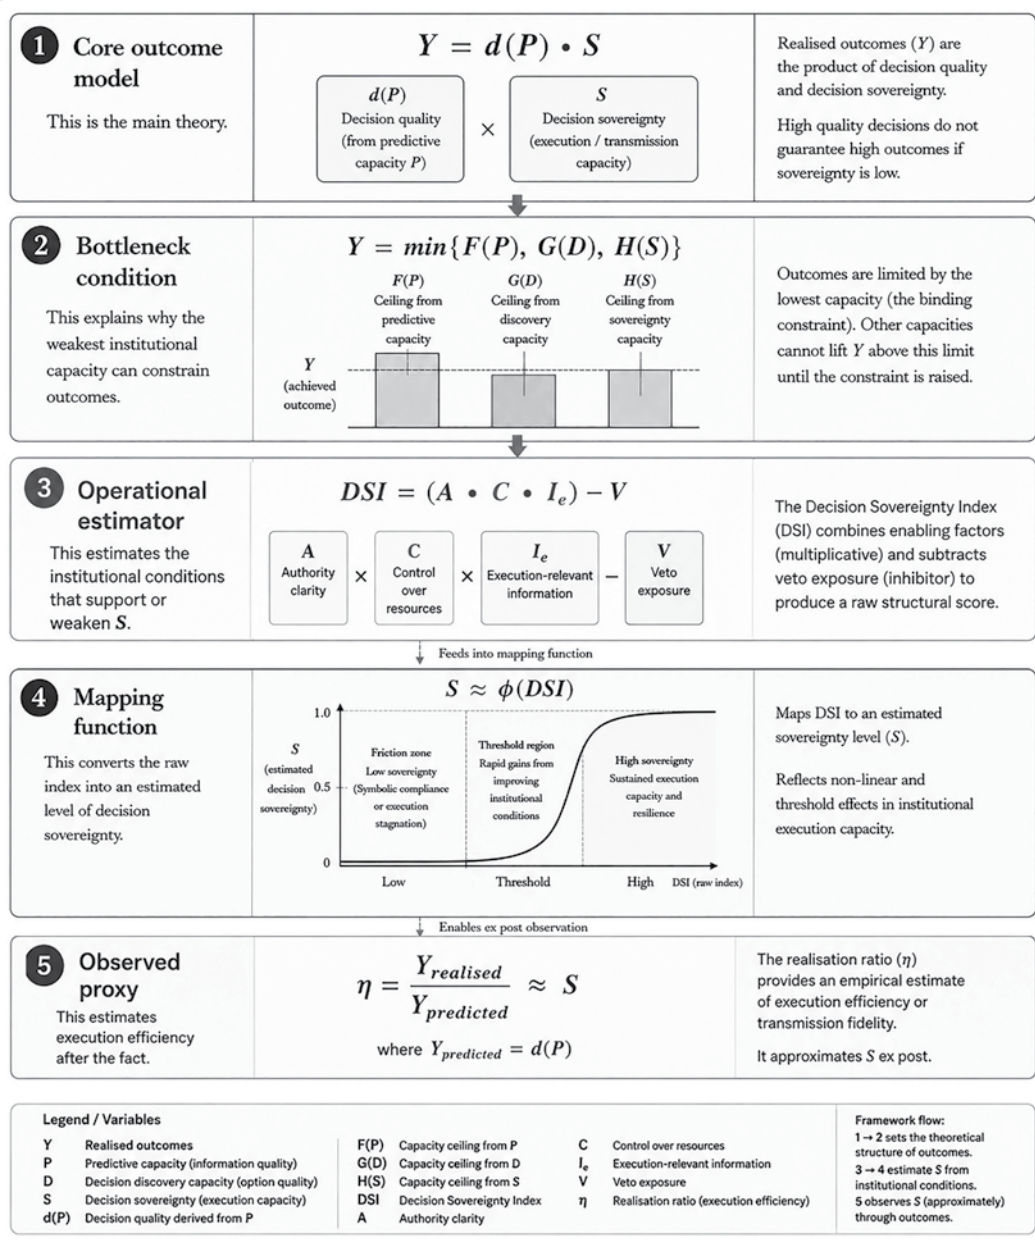 1 Core outcome
model
This is the main theory.
Y = d(P) • S
d(P)
Decision quality
(from predictive
capacity P)
×
S
Decision sovereignty
(execution / transmission
capacity)
Realised outcomes (Y) are
the product of decision quality
and decision sovereignty.
High quality decisions do not
guarantee high outcomes if
sovereignty is low.
2 Bottleneck
condition
This explains why the
weakest institutional
capacity can constrain
outcomes.
Y = min{F(P), G(D), H(S)}
F(P)
Ceiling from
predictive
capacity
G(D)
Ceiling from
discovery
capacity
H(S)
Ceiling from
sovereignty
capacity
Y
(achieved
outcome)
Outcomes are limited by the
lowest capacity (the binding
constraint). Other capacities
cannot lift Y above this limit
until the constraint is raised.
3 Operational
estimator
This estimates the
institutional conditions
that support or
weaken S.
DSI = (A • C • Iₑ) – V
A
Authority
clarity
×
C
Control
over
resources
×
Iₑ
Execution-relevant
information
–
V
Veto
exposure
The Decision Sovereignty Index
(DSI) combines enabling factors
(multiplicative) and subtracts
veto exposure (inhibitor) to
produce a raw structural score.
Feeds into mapping function
4 Mapping
function
This converts the raw
index into an estimated
level of decision
sovereignty.
S ≈ ϕ(DSI)
1.0
S
(estimated
decision
sovereignty)
0.5
0
Friction zone
Low sovereignty
(Symbolic compliance
or execution
stagnation)
Threshold region
Rapid gains from
improving
institutional
conditions
High sovereignty
Sustained execution
capacity and
resilience
Low
Threshold
High
DSI (raw index)
Maps DSI to an estimated
sovereignty level (S).
Reflects non-linear and
threshold effects in institutional
execution capacity.
Enables ex post observation
5 Observed
proxy
This estimates
execution efficiency
after the fact.
η = Y_realised / Y_predicted ≈ S
where Y_predicted = d(P)
The realisation ratio (η)
provides an empirical estimate
of execution efficiency or
transmission fidelity.
It approximates S ex post.
Legend / Variables
Y Realised outcomes
P Predictive capacity (information quality)
D Decision discovery capacity (option quality)
S Decision sovereignty (execution capacity)
d(P) Decision quality derived from P
F(P) Capacity ceiling from P
G(D) Capacity ceiling from D
H(S) Capacity ceiling from S
DSI Decision Sovereignty Index
A Authority clarity
C Control over resources
Iₑ Execution-relevant information
V Veto exposure
η Realisation ratio (execution efficiency)
Framework flow:
1 → 2 sets the theoretical
structure of outcomes.
3 → 4 estimate S from
institutional conditions.
5 observes S (approximately)
through outcomes.